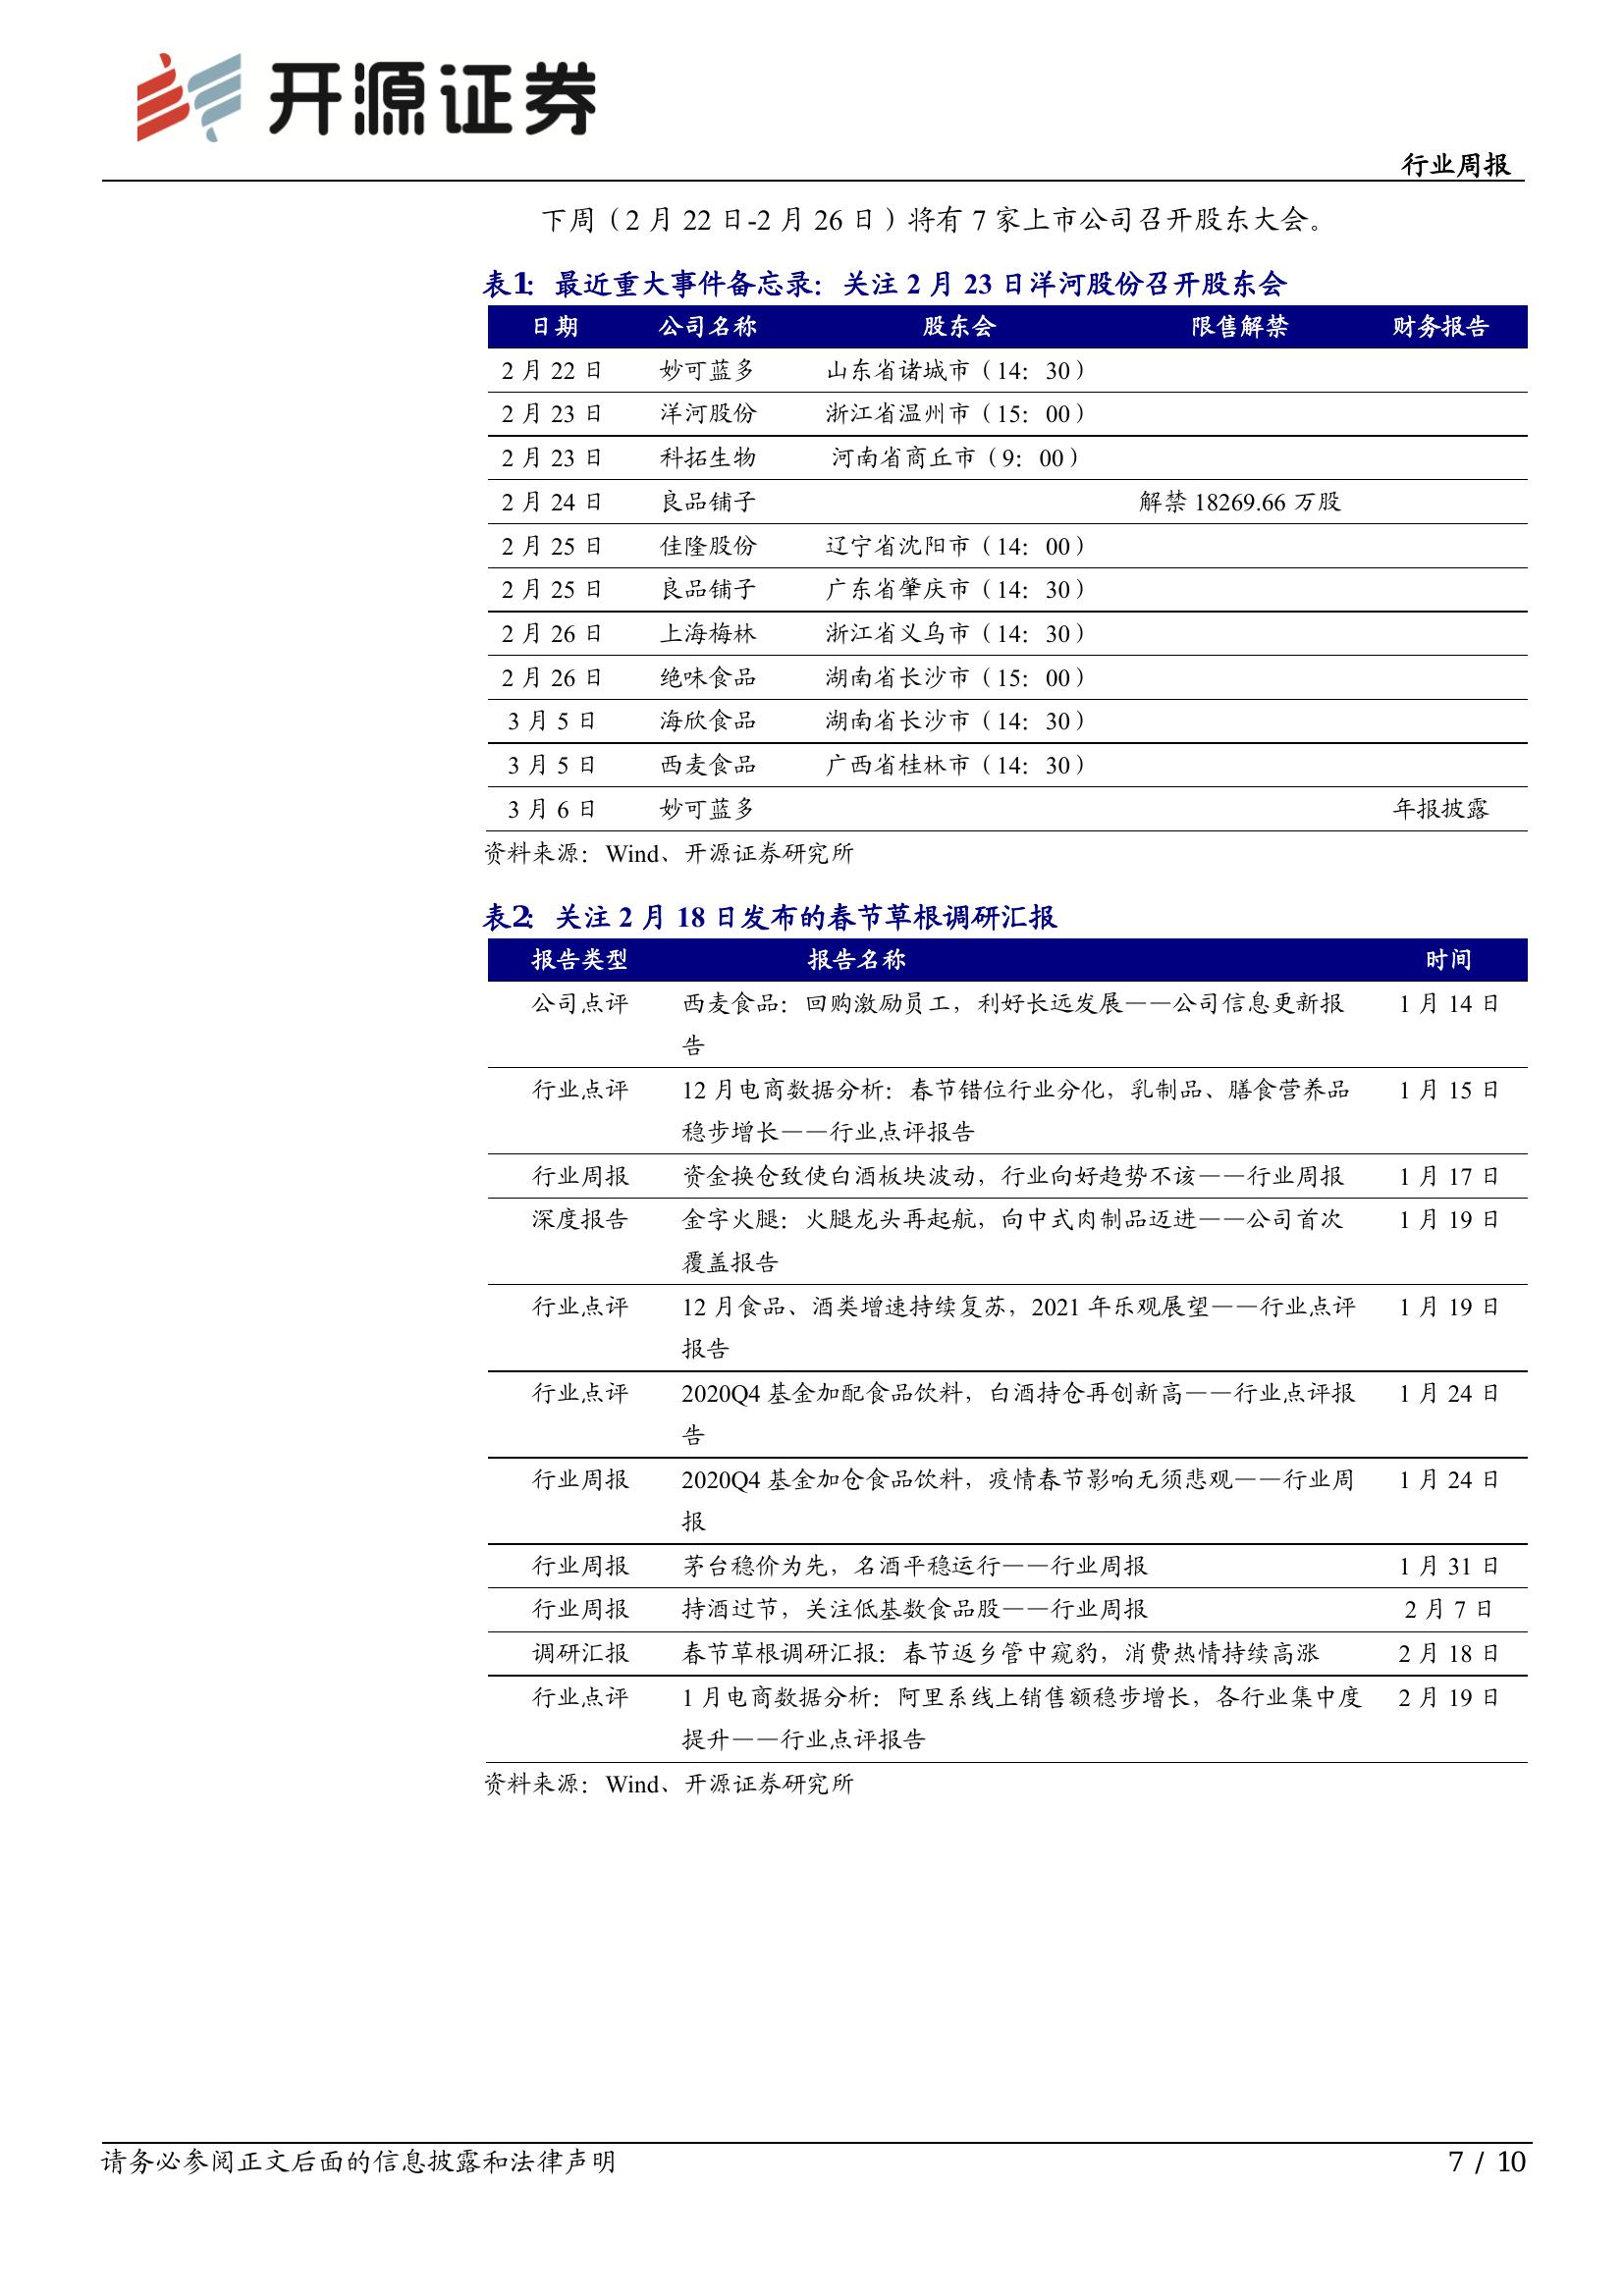 开源证券
行业周报
下周（2 月 22 日-2 月 26 日）将有 7 家上市公司召开股东大会。
表1： 最近重大事件备忘录：关注 2 月 23 日洋河股份召开股东会
日期 公司名称 股东会 限售解禁 财务报告
2 月 22 日 妙可蓝多 山东省诸城市（14：30）
2 月 23 日 洋河股份 浙江省温州市（15：00）
2 月 23 日 科拓生物 河南省商丘市（9：00）
2 月 24 日 良品铺子 解禁 18269.66 万股
2 月 25 日 佳隆股份 辽宁省沈阳市（14：00）
2 月 25 日 良品铺子 广东省肇庆市（14：30）
2 月 26 日 上海梅林 浙江省义乌市（14：30）
2 月 26 日 绝味食品 湖南省长沙市（15：00）
3 月 5 日 海欣食品 湖南省长沙市（14：30）
3 月 5 日 西麦食品 广西省桂林市（14：30）
3 月 6 日 妙可蓝多 年报披露
资料来源：Wind、开源证券研究所
表2： 关注 2 月 18 日发布的春节草根调研汇报
报告类型 报告名称 时间
公司点评 西麦食品：回购激励员工，利好长远发展——公司信息更新报 1 月 14 日
告
行业点评 12 月电商数据分析：春节错位行业分化，乳制品、膳食营养品 1 月 15 日
稳步增长——行业点评报告
行业周报 资金换仓致使白酒板块波动，行业向好趋势不该——行业周报 1 月 17 日
深度报告 金字火腿：火腿龙头再起航，向中式肉制品迈进——公司首次 1 月 19 日
覆盖报告
行业点评 12 月食品、酒类增速持续复苏，2021 年乐观展望——行业点评 1 月 19 日
报告
行业点评 2020Q4 基金加配食品饮料，白酒持仓再创新高——行业点评报 1 月 24 日
告
行业周报 2020Q4 基金加仓食品饮料，疫情春节影响无须悲观——行业周 1 月 24 日
报
行业周报 茅台稳价为先，名酒平稳运行——行业周报 1 月 31 日
行业周报 持酒过节，关注低基数食品股——行业周报 2 月 7 日
调研汇报 春节草根调研汇报：春节返乡管中窥豹，消费热情持续高涨 2 月 18 日
行业点评 1 月电商数据分析：阿里系线上销售额稳步增长，各行业集中度 2 月 19 日
提升——行业点评报告
资料来源：Wind、开源证券研究所
请务必参阅正文后面的信息披露和法律声明 7 / 10